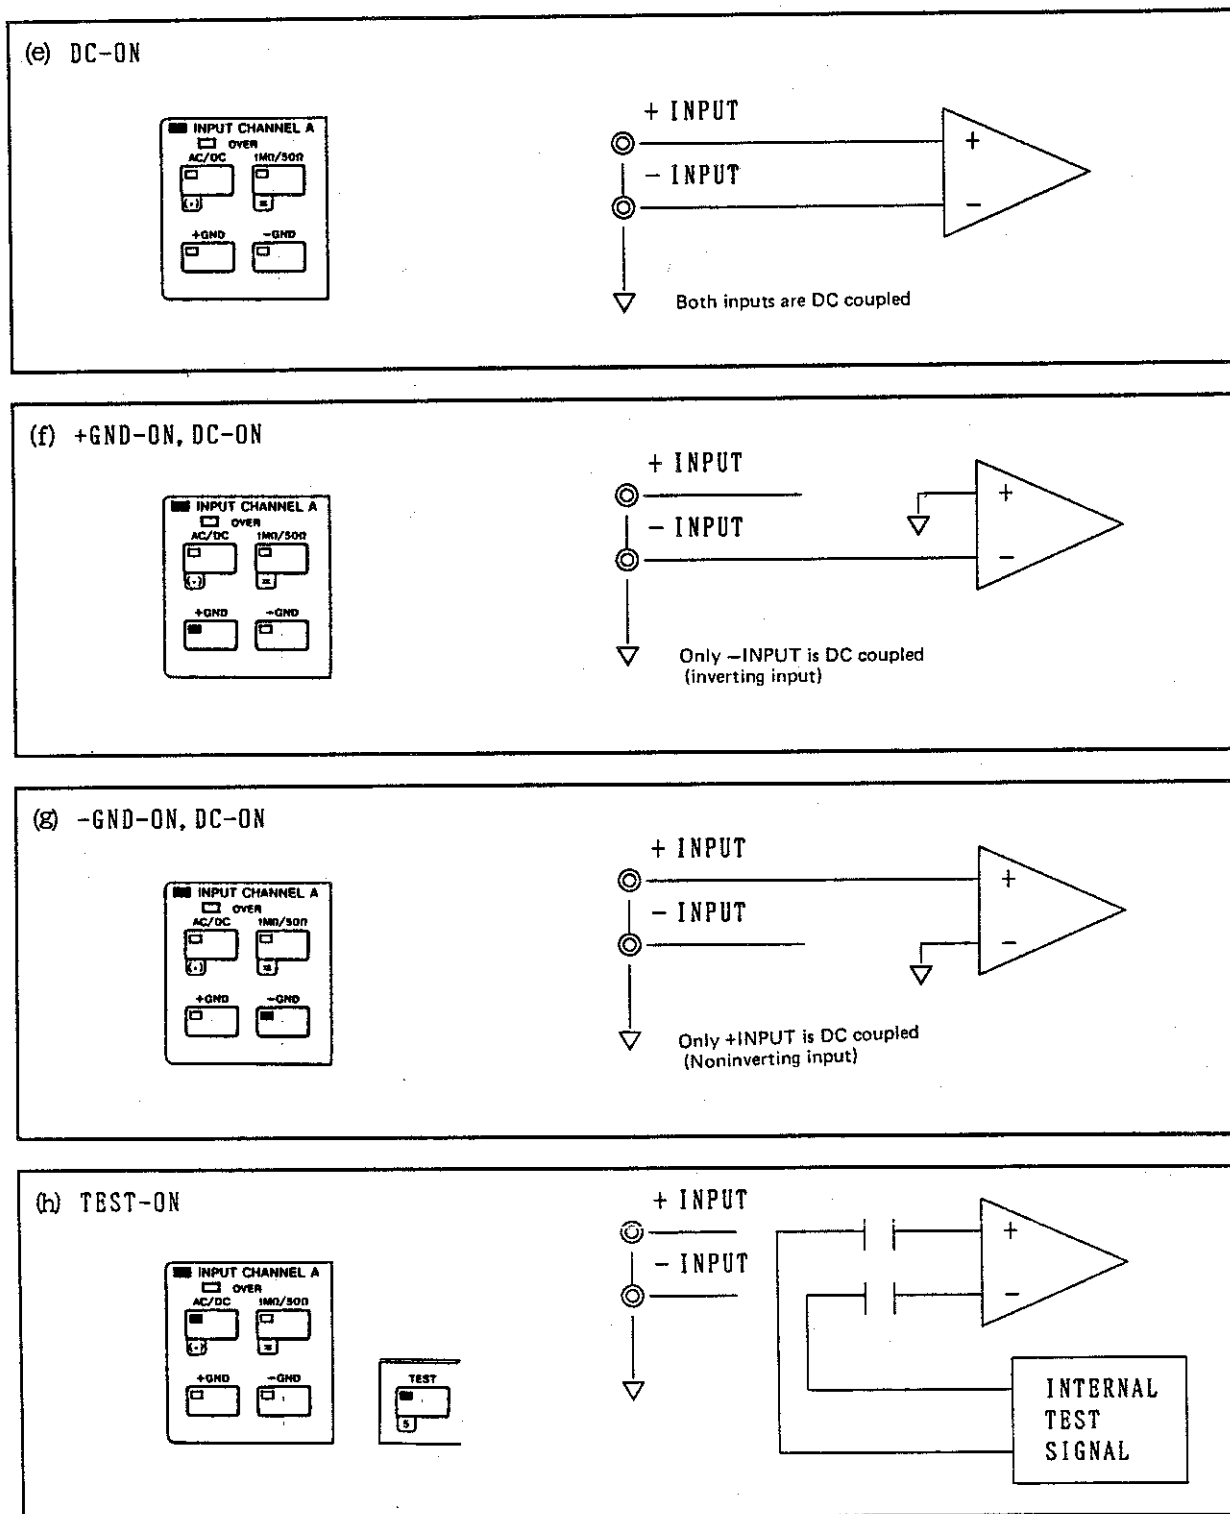 (e) DC-ON
INPUT CHANNEL A
OVER
AC/DC 1MΩ/50Ω
(·) =
+GND −GND
+ INPUT
− INPUT
+
−
Both inputs are DC coupled
(f) +GND-ON, DC-ON
INPUT CHANNEL A
OVER
AC/DC 1MΩ/50Ω
(·) =
+GND −GND
+ INPUT
− INPUT
+
−
Only −INPUT is DC coupled
(inverting input)
(g) -GND-ON, DC-ON
INPUT CHANNEL A
OVER
AC/DC 1MΩ/50Ω
(·) =
+GND −GND
+ INPUT
− INPUT
+
−
Only +INPUT is DC coupled
(Noninverting input)
(h) TEST-ON
INPUT CHANNEL A
OVER
AC/DC 1MΩ/50Ω
(·) =
+GND −GND
TEST
S
+ INPUT
− INPUT
+
−
INTERNAL
TEST
SIGNAL